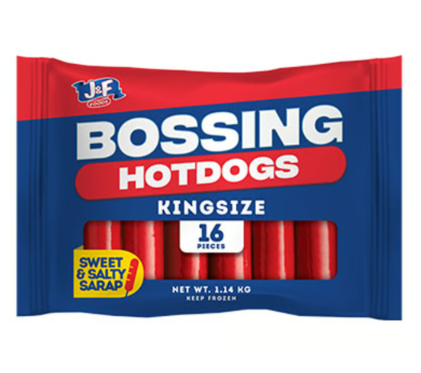 J&F
FOODS
BOSSING
HOTDOGS
KINGSIZE
16
PIECES
SWEET
& SALTY
SARAP
NET WT. 1.14 KG
KEEP FROZEN